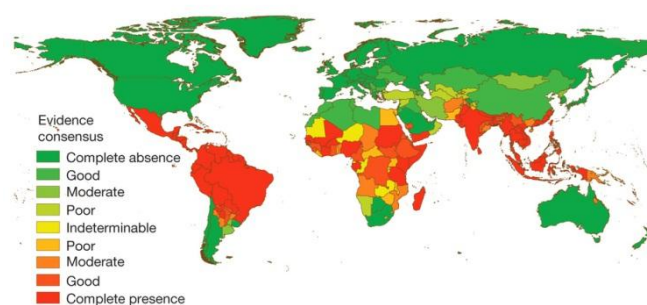 Evidence
consensus
Complete absence
Good
Moderate
Poor
Indeterminable
Poor
Moderate
Good
Complete presence